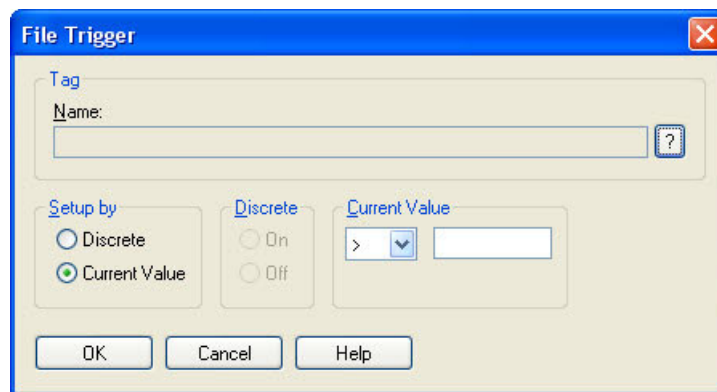 File Trigger
Tag
Name:
?
Setup by
Discrete
Current Value
Discrete
On
Off
Current Value
>
OK
Cancel
Help